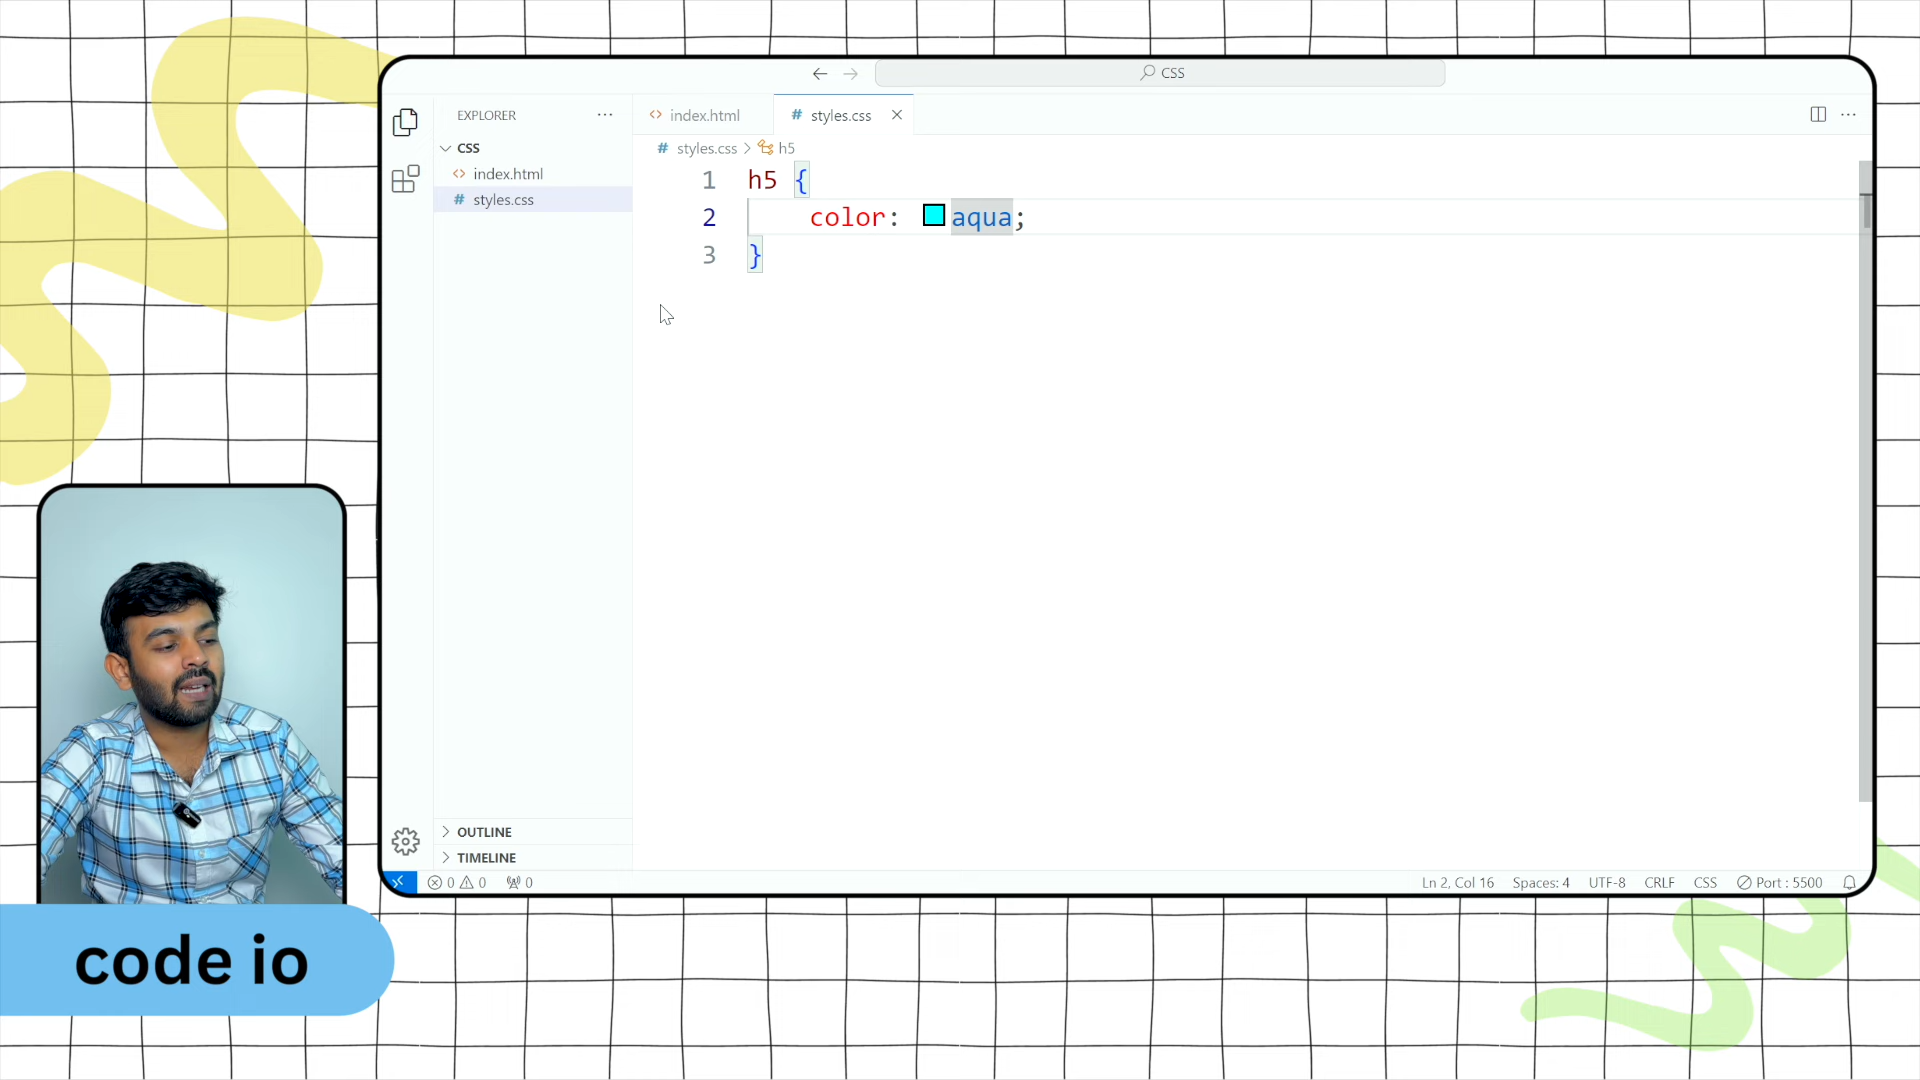 CSS
EXPLORER
index.html
styles.css
CSS
styles.css > h5
index.html
styles.css
1 h5 {
2 color: aqua;
3 }
OUTLINE
TIMELINE
0 0 0
Ln 2, Col 16 Spaces: 4 UTF-8 CRLF CSS Port : 5500
code io